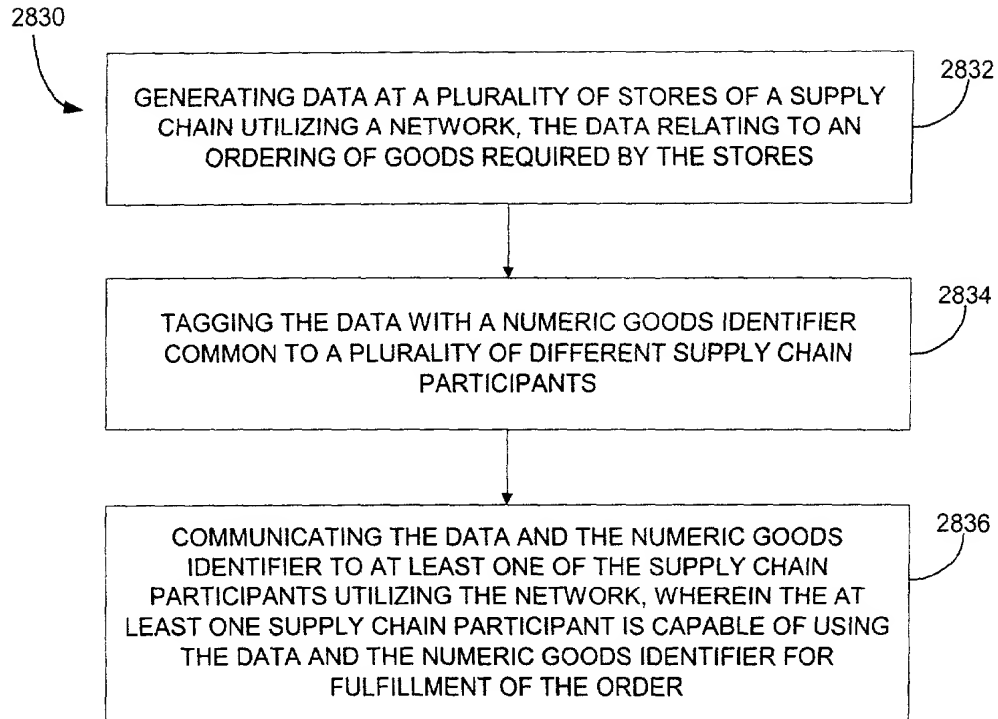 2830
GENERATING DATA AT A PLURALITY OF STORES OF A SUPPLY
CHAIN UTILIZING A NETWORK, THE DATA RELATING TO AN
ORDERING OF GOODS REQUIRED BY THE STORES
2832
TAGGING THE DATA WITH A NUMERIC GOODS IDENTIFIER
COMMON TO A PLURALITY OF DIFFERENT SUPPLY CHAIN
PARTICIPANTS
2834
COMMUNICATING THE DATA AND THE NUMERIC GOODS
IDENTIFIER TO AT LEAST ONE OF THE SUPPLY CHAIN
PARTICIPANTS UTILIZING THE NETWORK, WHEREIN THE AT
LEAST ONE SUPPLY CHAIN PARTICIPANT IS CAPABLE OF USING
THE DATA AND THE NUMERIC GOODS IDENTIFIER FOR
FULFILLMENT OF THE ORDER
2836